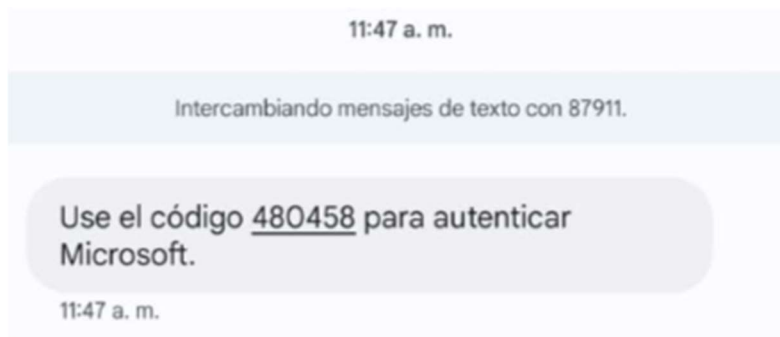 11:47 a. m.
Intercambiando mensajes de texto con 87911.
Use el código 480458 para autenticar
Microsoft.
11:47 a. m.